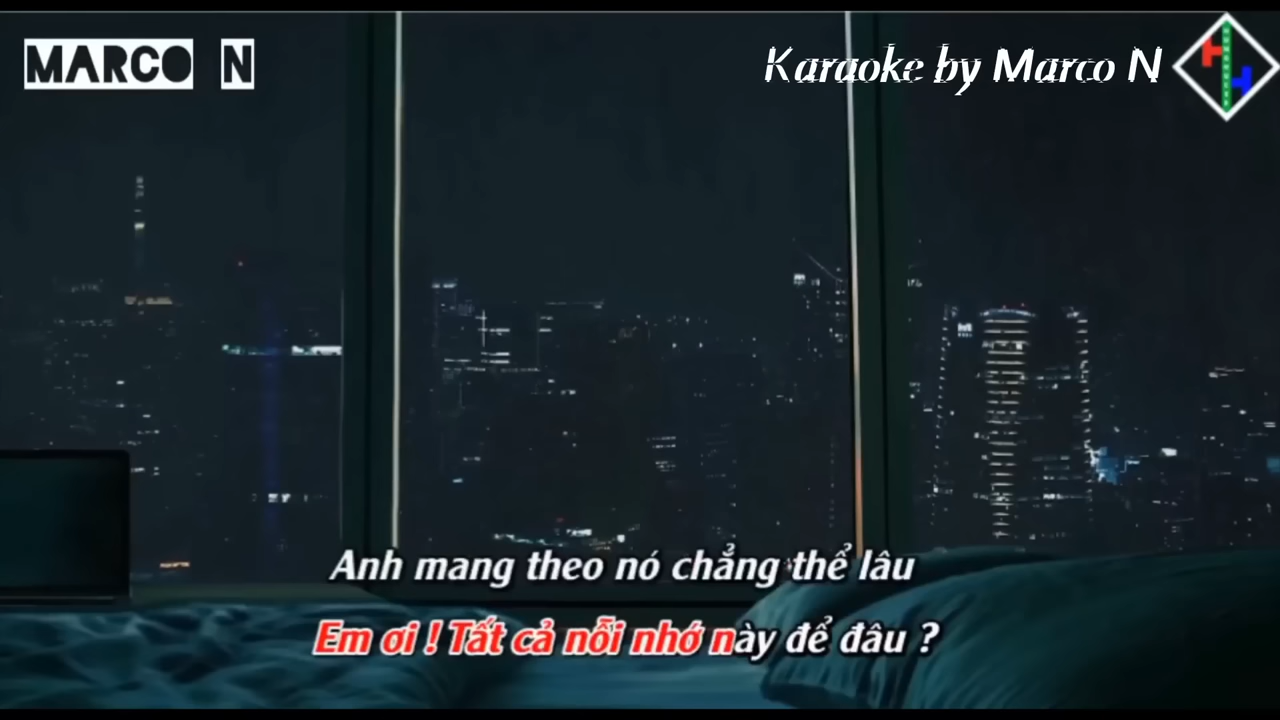 MARCO N
Karaoke by Marco N
Anh mang theo nó chẳng thể lâu
Em ơi ! Tất cả nỗi nhớ này để đâu ?